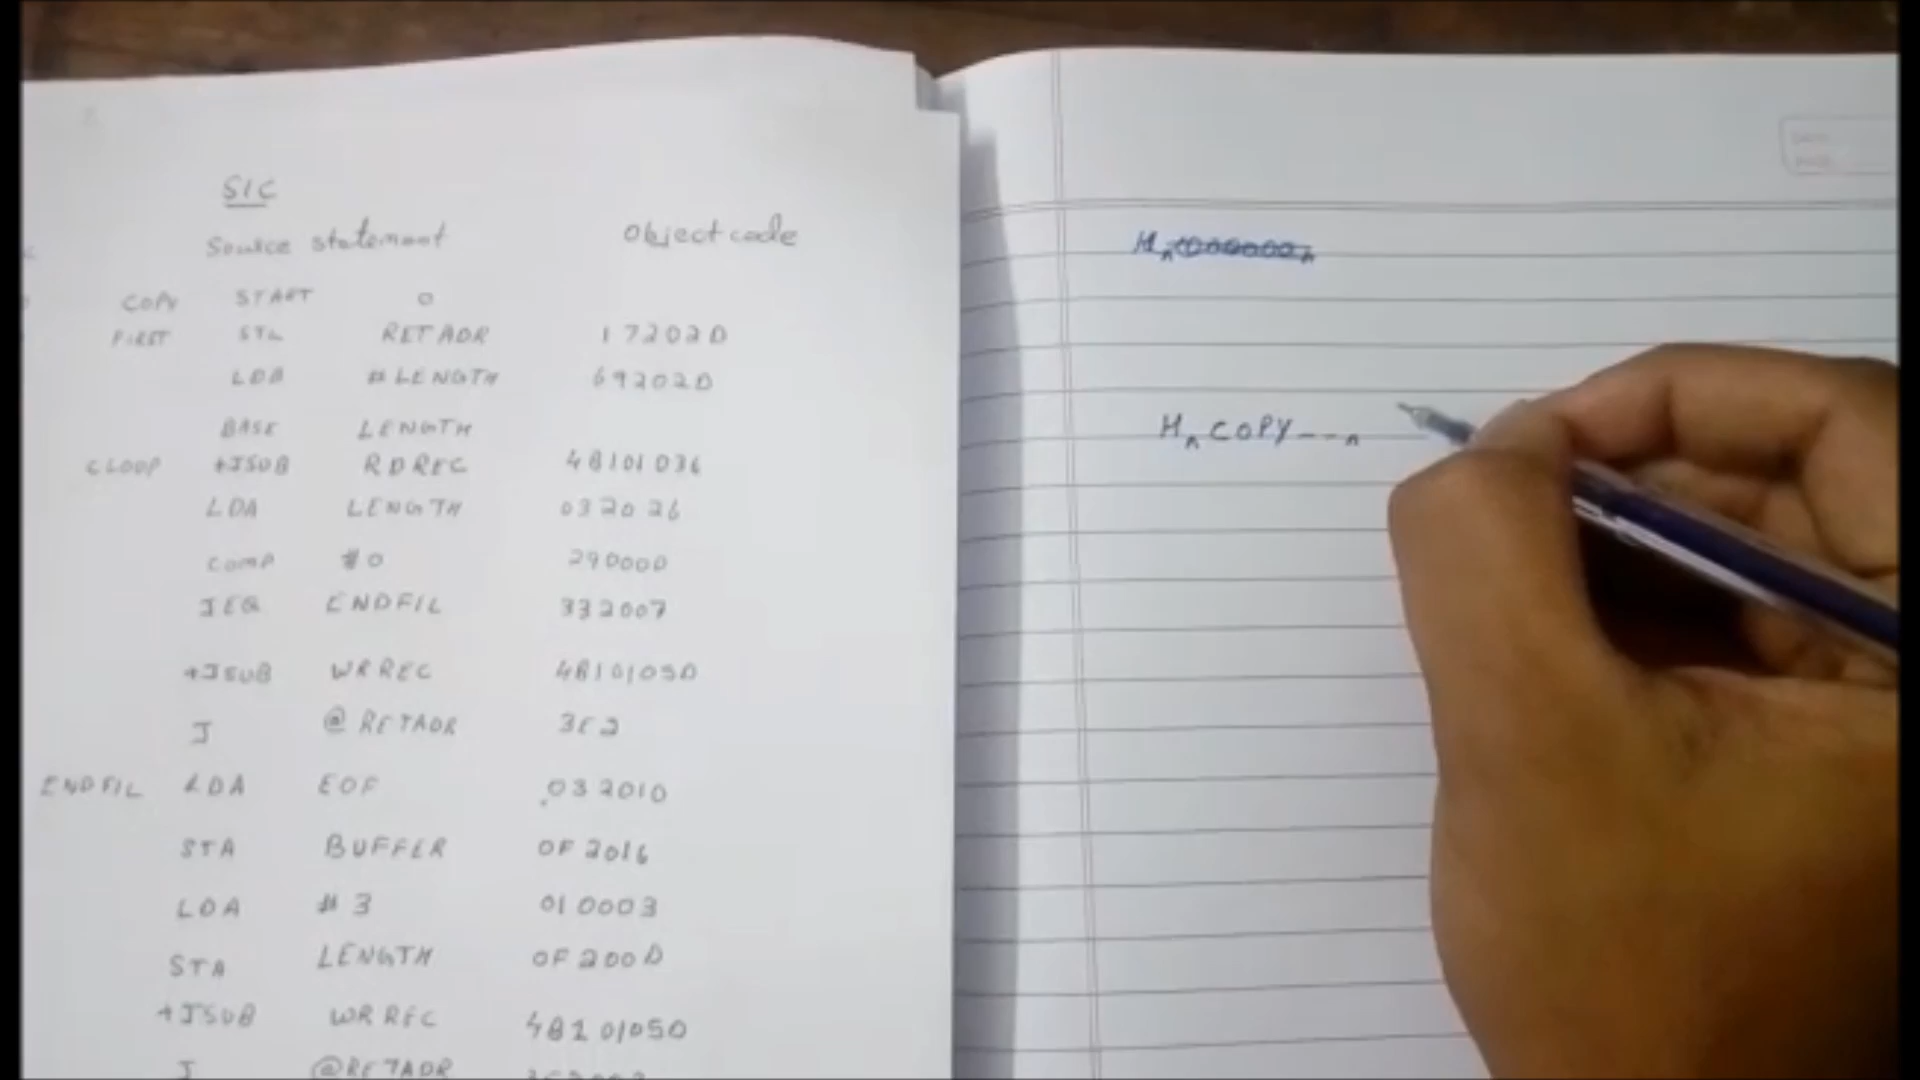 SIC
Source statement Object code
COPY START 0
FIRST STL RETADR 17202D
LDB #LENGTH 69202D
BASE LENGTH
CLOOP +JSUB RDREC 4B101036
LDA LENGTH 032026
COMP #0 290000
JEQ ENDFIL 332007
+JSUB WRREC 4B10105D
J @RETADR 3E2
ENDFIL LDA EOF 032010
STA BUFFER 0F2016
LDA #3 010003
STA LENGTH 0F200D
+JSUB WRREC 4B10105D
J @RETADR
H^
H^COPY--^